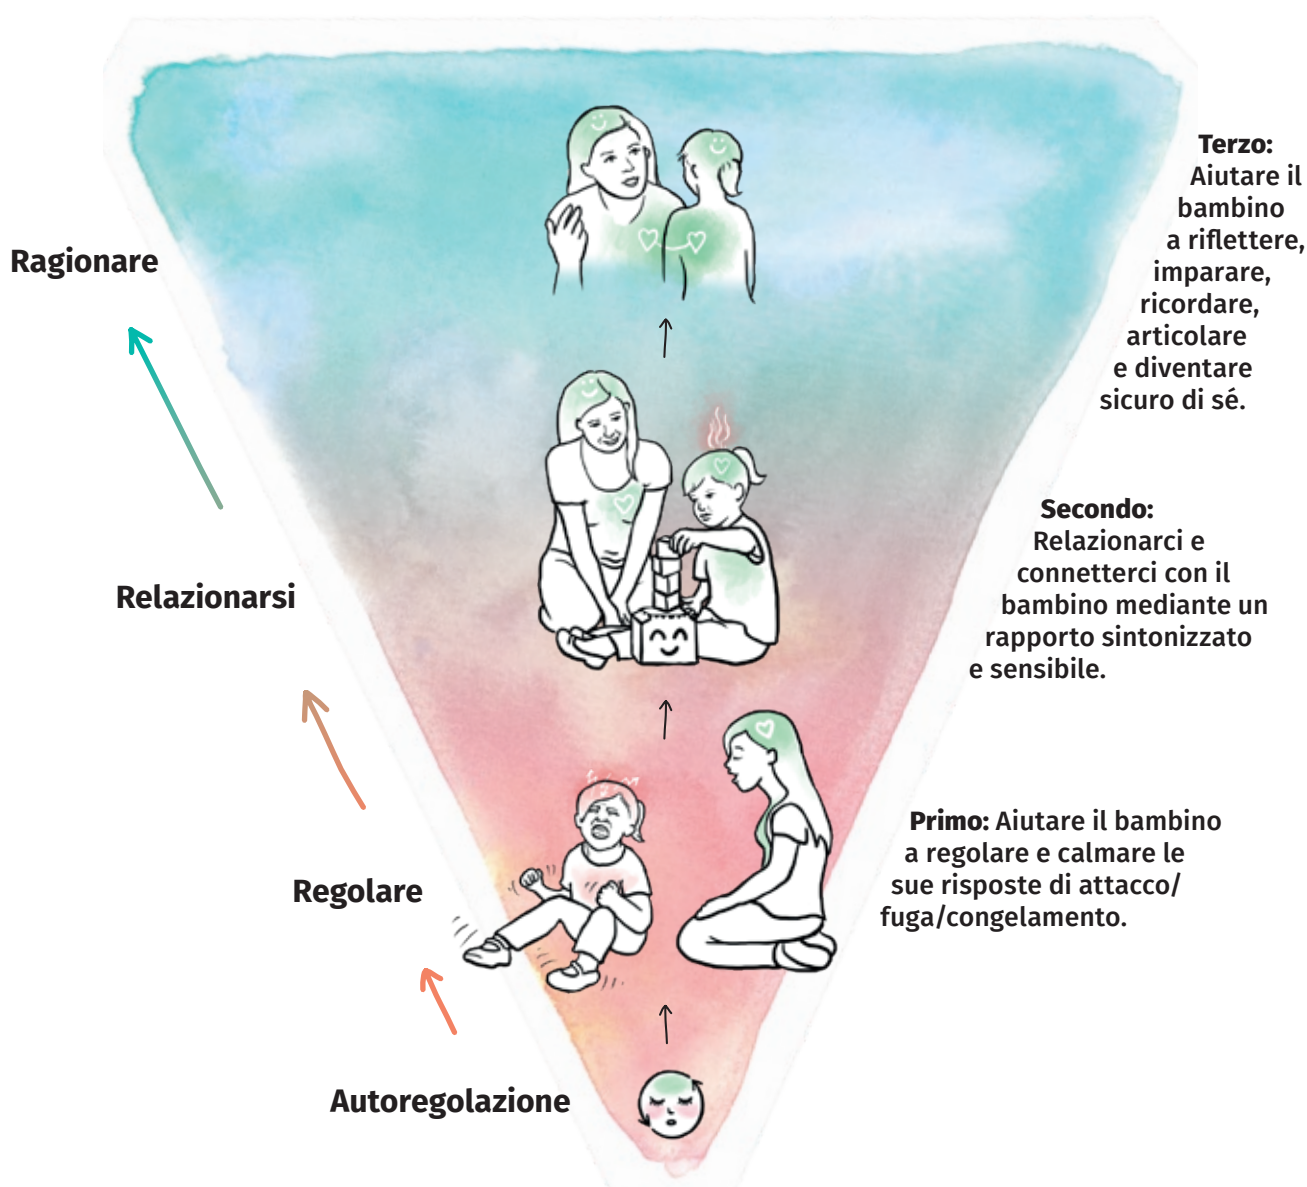 Terzo:
Aiutare il
bambino
a riflettere,
imparare,
ricordare,
articolare
e diventare
sicuro di sé.
Ragionare
Secondo:
Relazionarci e
connetterci con il
bambino mediante un
rapporto sintonizzato
e sensibile.
Relazionarsi
Primo: Aiutare il bambino
a regolare e calmare le
sue risposte di attacco/
fuga/congelamento.
Regolare
Autoregolazione